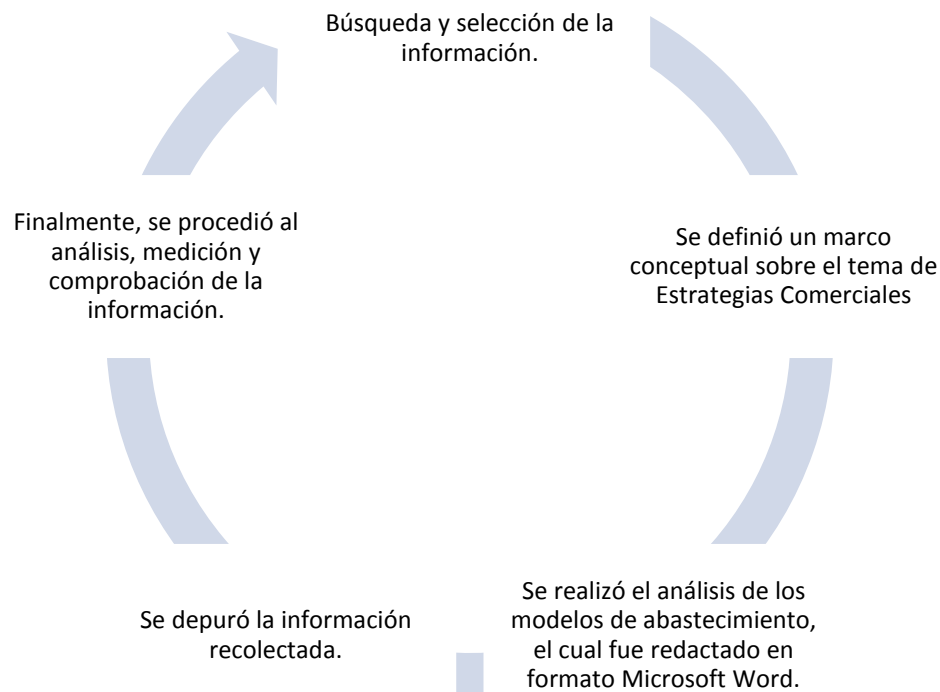 Búsqueda y selección de la
información.
Se definió un marco
conceptual sobre el tema de
Estrategias Comerciales
Se realizó el análisis de los
modelos de abastecimiento,
el cual fue redactado en
formato Microsoft Word.
Se depuró la información
recolectada.
Finalmente, se procedió al
análisis, medición y
comprobación de la
información.